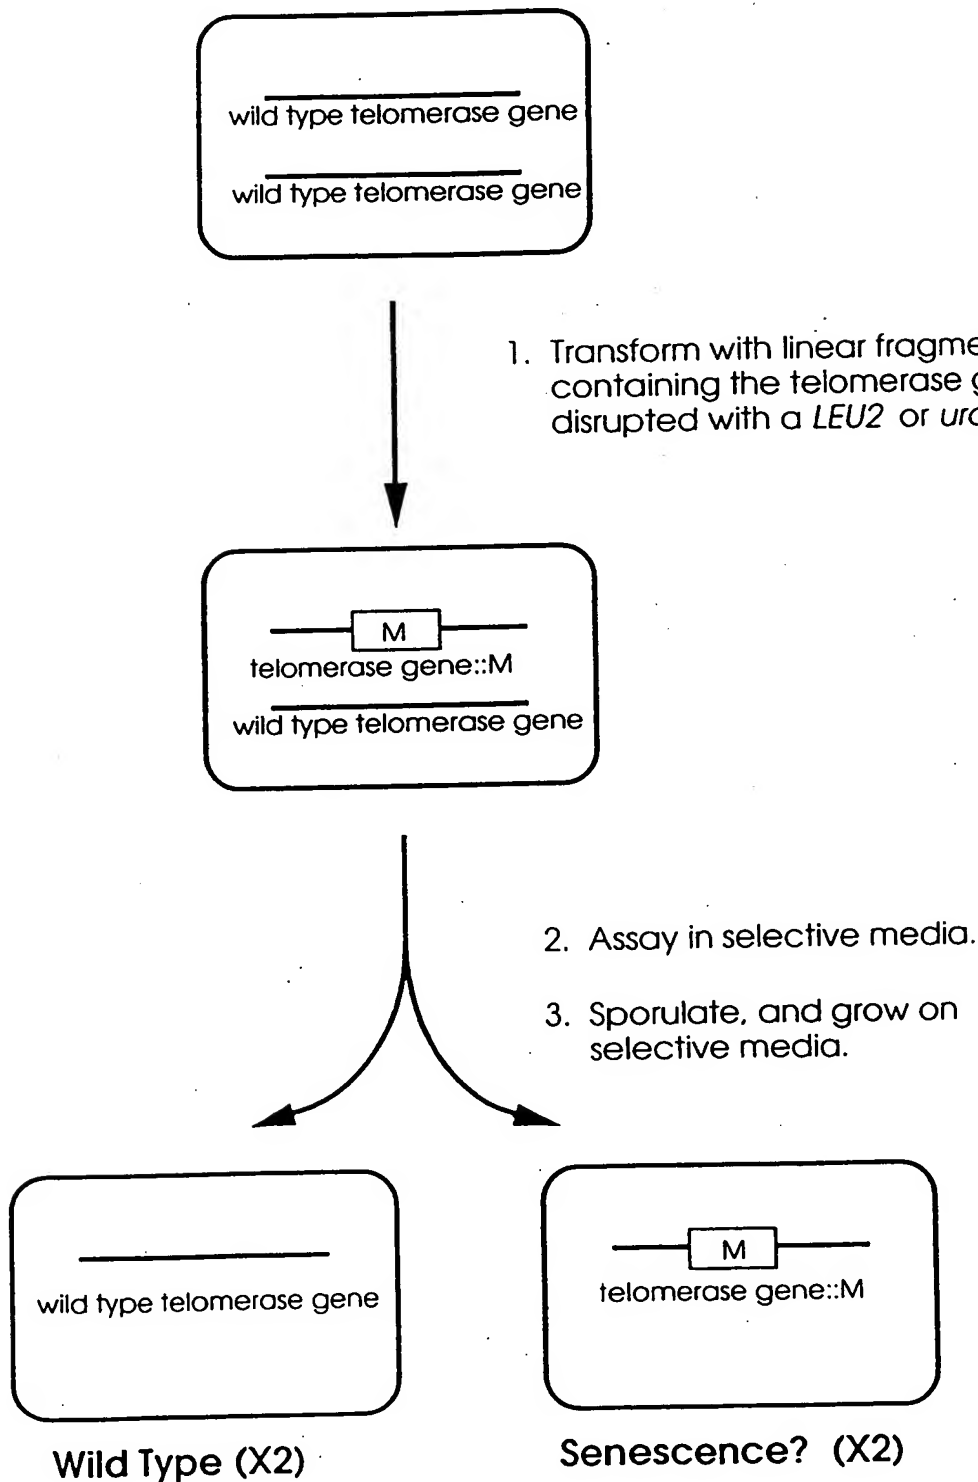 wild type telomerase gene
wild type telomerase gene
1. Transform with linear
containing the telomerase
disrupted with a LEU2 or
M
telomerase gene::M
wild type telomerase gene
2. Assay in selective media.
3. Sporulate, and grow on
selective media.
wild type telomerase gene
M
telomerase gene::M
Wild Type (X2)
Senescence? (X2)